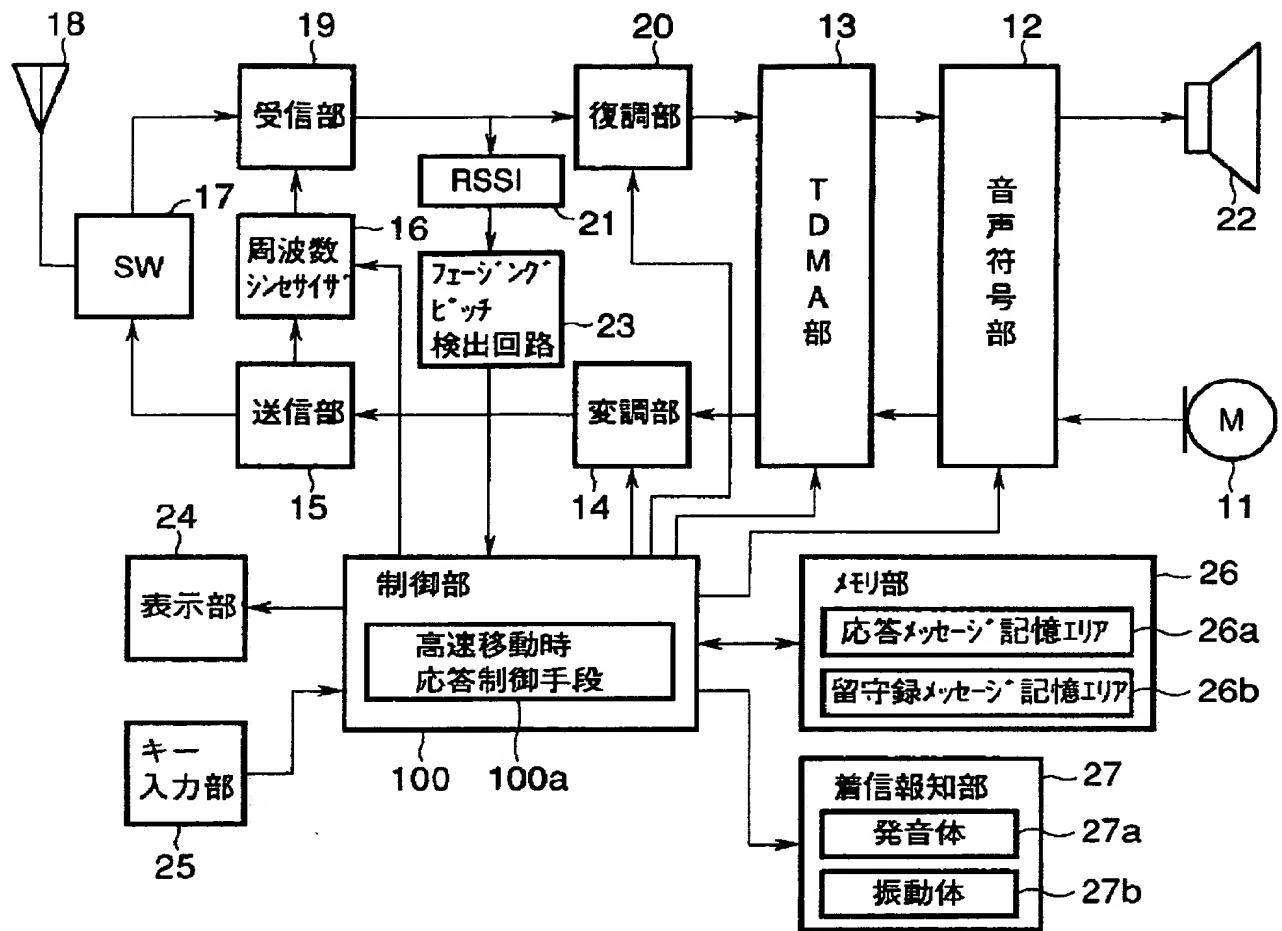 18
19
20
13
12
受信部
復調部
RSSI
21
22
17
SW
16
周波数
シンセサイザ
フェージング
ピッチ
検出回路
23
TDMA部
音声符号部
送信部
15
変調部
14
M
11
24
表示部
制御部
高速移動時
応答制御手段
100
100a
キー
入力部
25
メモリ部
26
応答メッセージ記憶エリア
26a
留守録メッセージ記憶エリア
26b
着信報知部
27
発音体
27a
振動体
27b